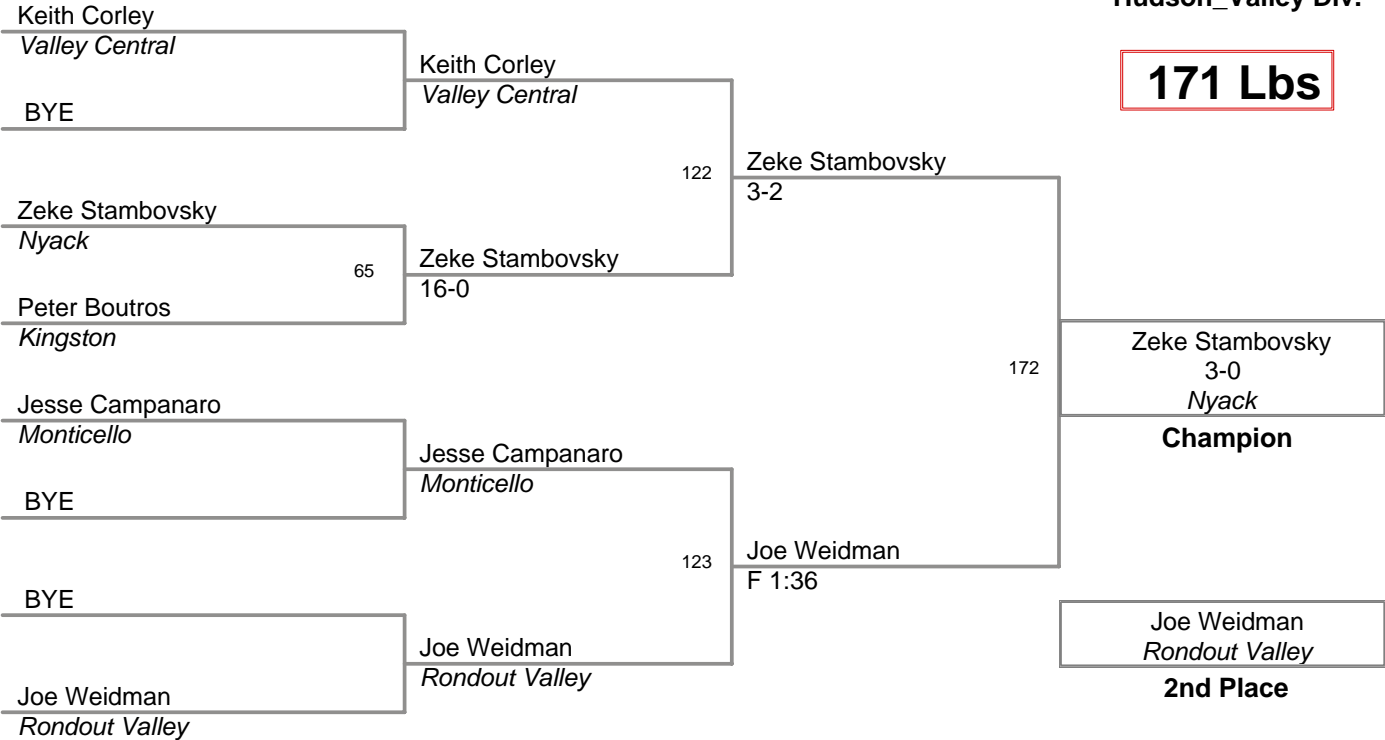 Hudson_Valley Div.
171 Lbs
Keith Corley
Valley Central
BYE
Zeke Stambovsky
Nyack
65
Peter Boutros
Kingston
Jesse Campanaro
Monticello
BYE
BYE
Joe Weidman
Rondout Valley
Keith Corley
Valley Central
122
Zeke Stambovsky
16-0
Jesse Campanaro
Monticello
123
Joe Weidman
Rondout Valley
Zeke Stambovsky
3-2
172
Joe Weidman
F 1:36
Zeke Stambovsky
3-0
Nyack
Champion
Joe Weidman
Rondout Valley
2nd Place